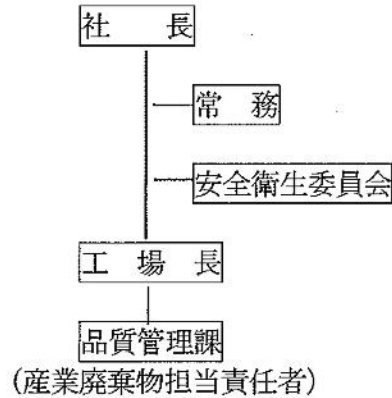 社　長
常　務
安全衛生委員会
工　場　長
品質管理課
(産業廃棄物担当責任者)